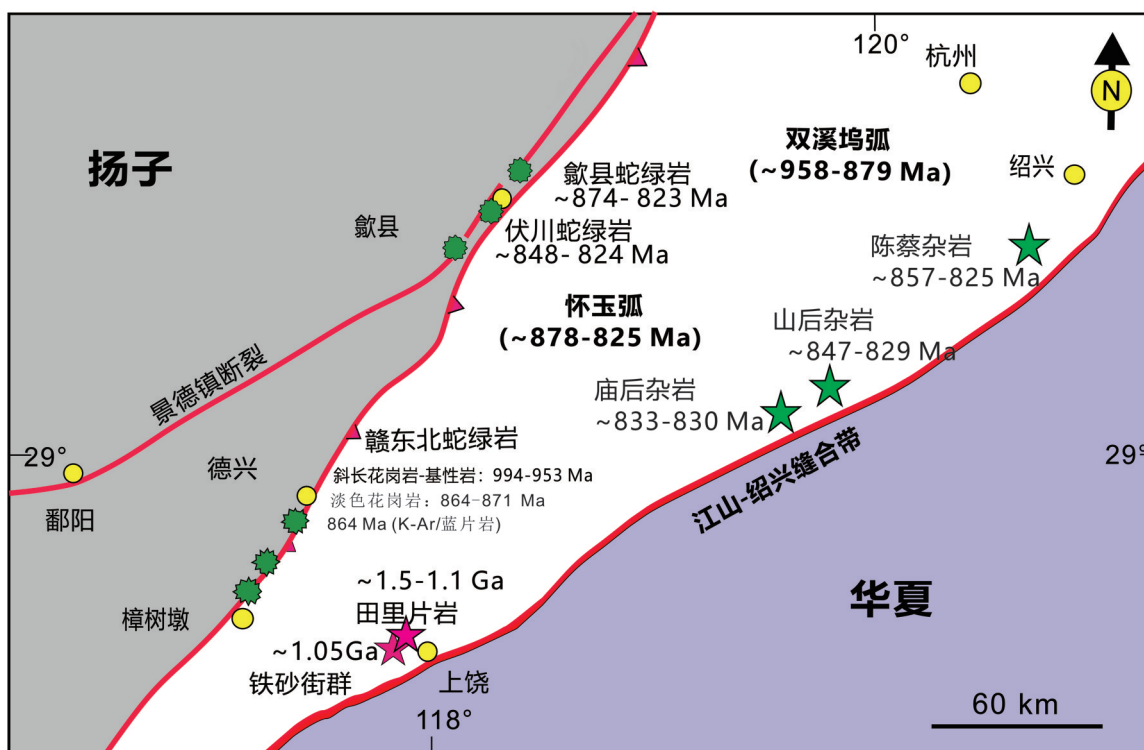 120°
杭州
N
扬子
双溪坞弧
(~958-879 Ma)
绍兴
歙县蛇绿岩
~874- 823 Ma
歙县
伏川蛇绿岩
~848- 824 Ma
陈蔡杂岩
~857-825 Ma
怀玉弧
(~878-825 Ma)
山后杂岩
~847-829 Ma
景德镇断裂
庙后杂岩
~833-830 Ma
29°
赣东北蛇绿岩
29°
德兴
斜长花岗岩-基性岩：994-953 Ma
淡色花岗岩：864-871 Ma
864 Ma (K-Ar/蓝片岩)
江山-绍兴缝合带
鄱阳
~1.5-1.1 Ga
田里片岩
华夏
樟树墩
~1.05Ga
铁砂街群
上饶
118°
60 km